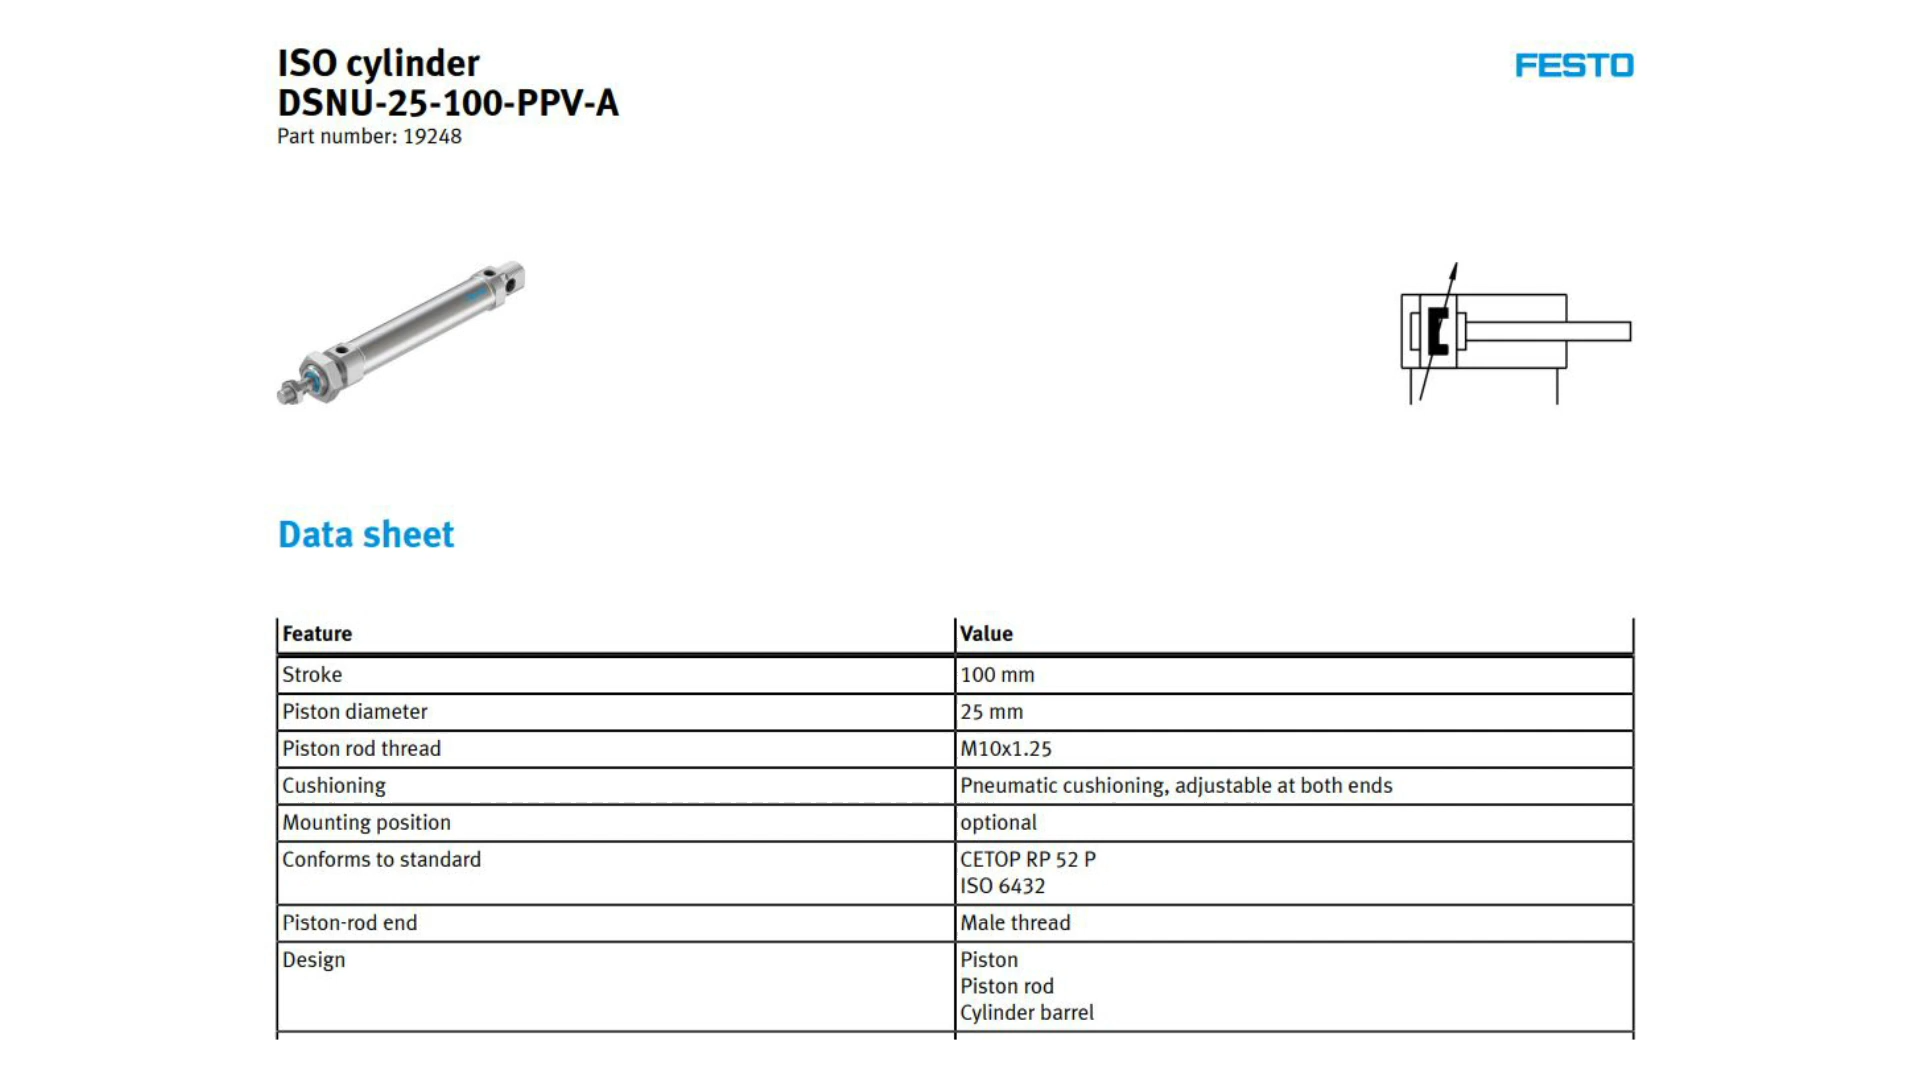 ISO cylinder
DSNU-25-100-PPV-A
Part number: 19248
FESTO
Data sheet
Feature Value
Stroke 100 mm
Piston diameter 25 mm
Piston rod thread M10x1.25
Cushioning Pneumatic cushioning, adjustable at both ends
Mounting position optional
Conforms to standard CETOP RP 52 P
ISO 6432
Piston-rod end Male thread
Design Piston
Piston rod
Cylinder barrel